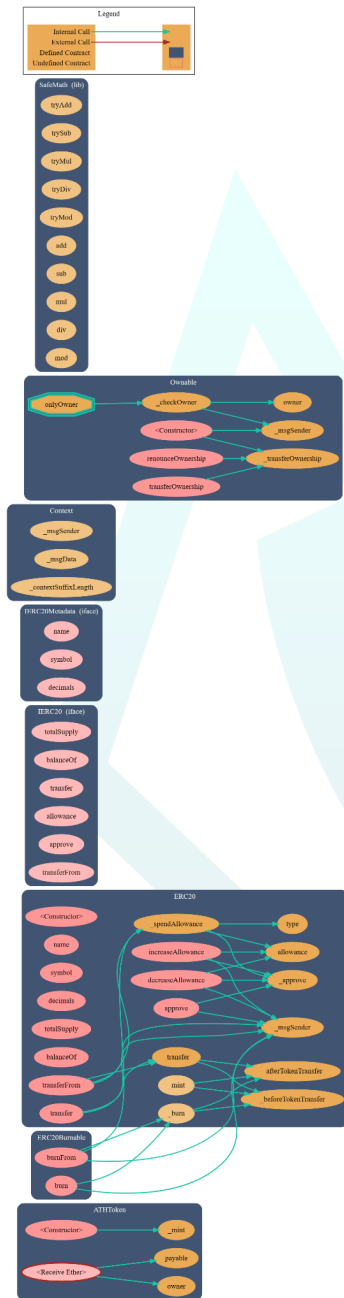 Legend
Internal Call
External Call
Defined Contract
Undefined Contract
SafeMath (lib)
tryAdd
trySub
tryMul
tryDiv
tryMod
add
sub
mul
div
mod
Ownable
onlyOwner
_checkOwner
owner
<Constructor>
_msgSender
renounceOwnership
_transferOwnership
transferOwnership
Context
_msgSender
_msgData
_contextSuffixLength
IERC20Metadata (iface)
name
symbol
decimals
IERC20 (iface)
totalSupply
balanceOf
transfer
allowance
approve
transferFrom
ERC20
<Constructor>
_spendAllowance
type
name
increaseAllowance
allowance
symbol
decreaseAllowance
_approve
decimals
approve
totalSupply
_msgSender
balanceOf
_transfer
_afterTokenTransfer
transferFrom
_mint
_beforeTokenTransfer
transfer
_burn
ERC20Burnable
burnFrom
burn
ATHToken
<Constructor>
_mint
payable
<Receive Ether>
owner